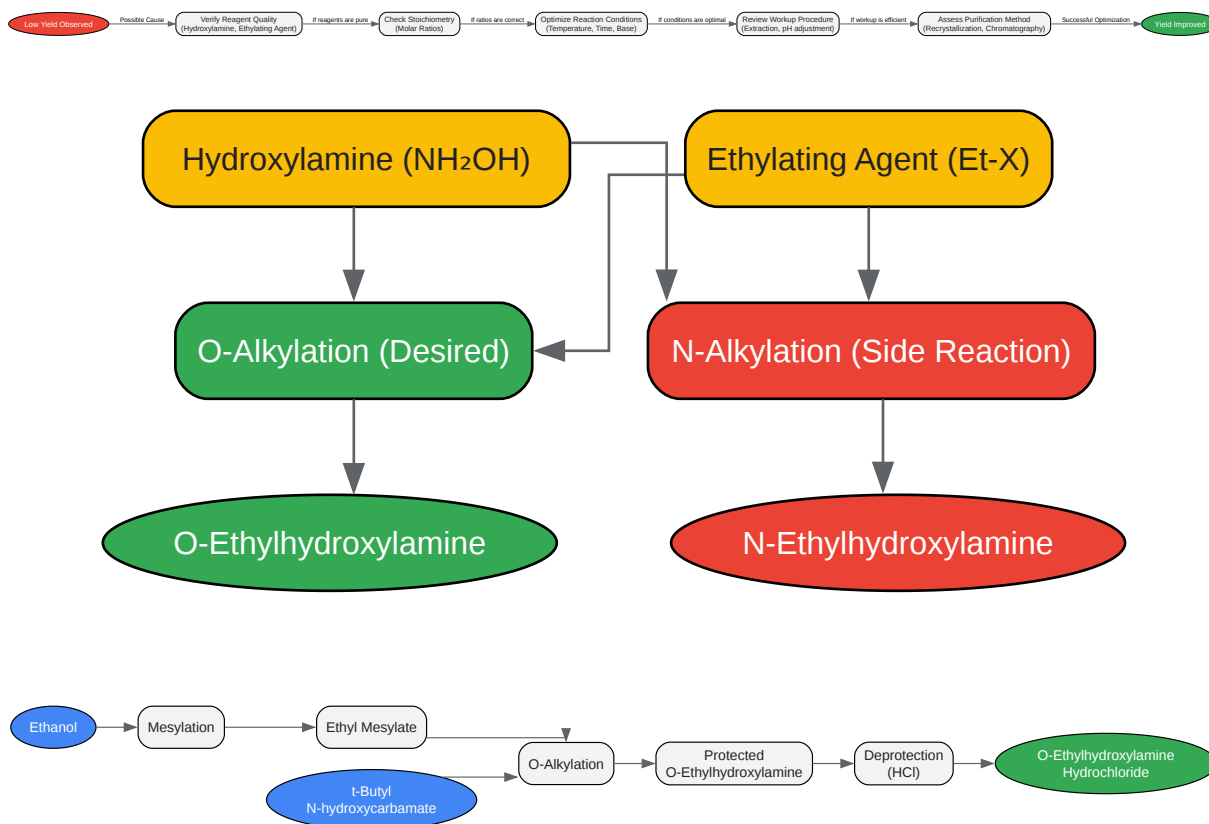 Low Yield Observed
Possible Cause
Verify Reagent Quality
(Hydroxylamine, Ethylating Agent)
If reagents are pure
Check Stoichiometry
(Molar Ratios)
If ratios are correct
Optimize Reaction Conditions
(Temperature, Time, Base)
If conditions are optimal
Review Workup Procedure
(Extraction, pH adjustment)
If workup is efficient
Assess Purification Method
(Recrystallization, Chromatography)
Successful Optimization
Yield Improved
Hydroxylamine (NH₂OH)
Ethylating Agent (Et-X)
O-Alkylation (Desired)
N-Alkylation (Side Reaction)
O-Ethylhydroxylamine
N-Ethylhydroxylamine
Ethanol
Mesylation
Ethyl Mesylate
t-Butyl
N-hydroxycarbamate
O-Alkylation
Protected
O-Ethylhydroxylamine
Deprotection
(HCl)
O-Ethylhydroxylamine
Hydrochloride